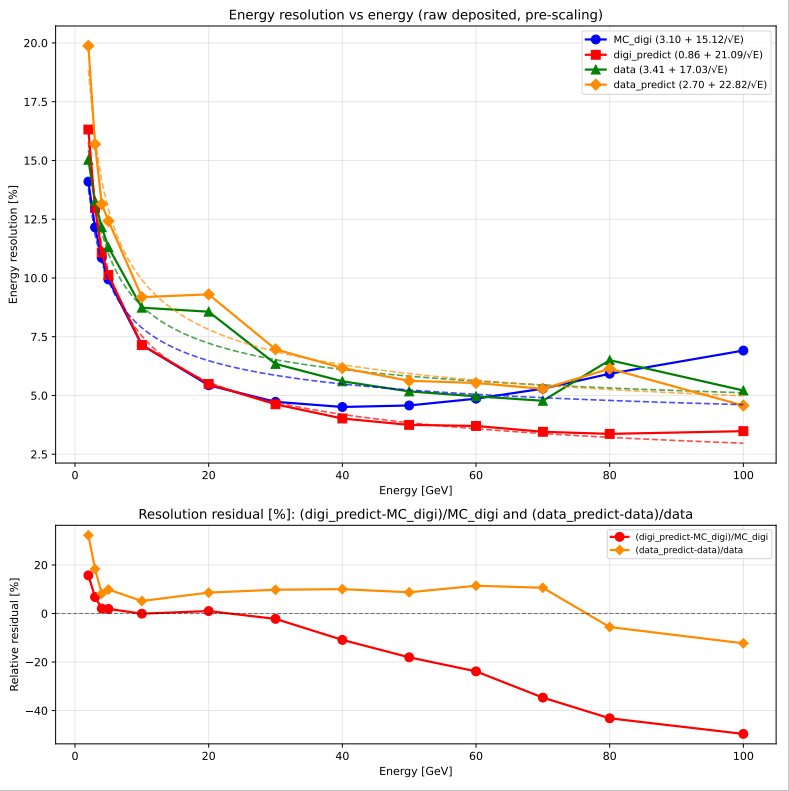 Energy resolution vs energy (raw deposited, pre-scaling)
MC_digi (3.10 + 15.12/√E)
digi_predict (0.86 + 21.09/√E)
data (3.41 + 17.03/√E)
data_predict (2.70 + 22.82/√E)
Energy resolution [%]
20.0
17.5
15.0
12.5
10.0
7.5
5.0
2.5
0 20 40 60 80 100
Energy [GeV]
Resolution residual [%]: (digi_predict-MC_digi)/MC_digi and (data_predict-data)/data
(digi_predict-MC_digi)/MC_digi
(data_predict-data)/data
Relative residual [%]
20
0
−20
−40
0 20 40 60 80 100
Energy [GeV]